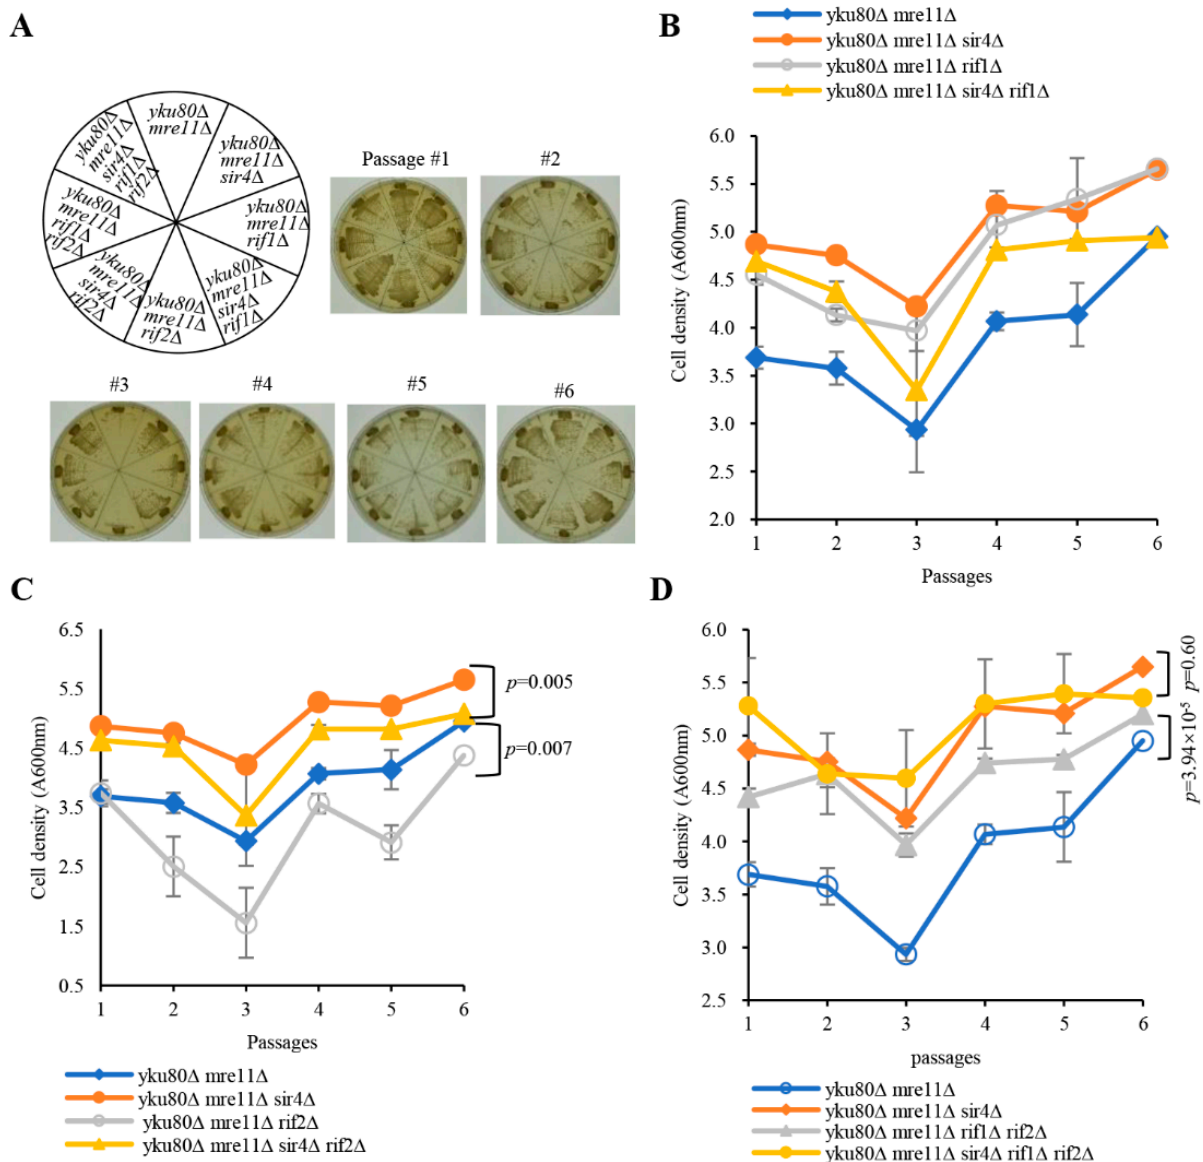 A
yku80Δ
mre11Δ
yku80Δ
mre11Δ
sir4Δ
yku80Δ
mre11Δ
rif1Δ
yku80Δ
mre11Δ
sir4Δ
rif1Δ
yku80Δ
mre11Δ
rif2Δ
yku80Δ
mre11Δ
sir4Δ
rif2Δ
yku80Δ
mre11Δ
rif1Δ
rif2Δ
yku80Δ
mre11Δ
sir4Δ
rif1Δ
rif2Δ
Passage #1
#2
#3
#4
#5
#6
B
yku80Δ mre11Δ
yku80Δ mre11Δ sir4Δ
yku80Δ mre11Δ rif1Δ
yku80Δ mre11Δ sir4Δ rif1Δ
Cell density (A600nm)
6.0
5.5
5.0
4.5
4.0
3.5
3.0
2.5
2.0
1 2 3 4 5 6
Passages
C
Cell density (A600nm)
6.5
5.5
4.5
3.5
2.5
1.5
0.5
p=0.005
p=0.007
1 2 3 4 5 6
Passages
yku80Δ mre11Δ
yku80Δ mre11Δ sir4Δ
yku80Δ mre11Δ rif2Δ
yku80Δ mre11Δ sir4Δ rif2Δ
D
Cell density (A600nm)
6.0
5.5
5.0
4.5
4.0
3.5
3.0
2.5
p=0.60
p=3.94×10⁻⁵
1 2 3 4 5 6
passages
yku80Δ mre11Δ
yku80Δ mre11Δ sir4Δ
yku80Δ mre11Δ rif1Δ rif2Δ
yku80Δ mre11Δ sir4Δ rif1Δ rif2Δ